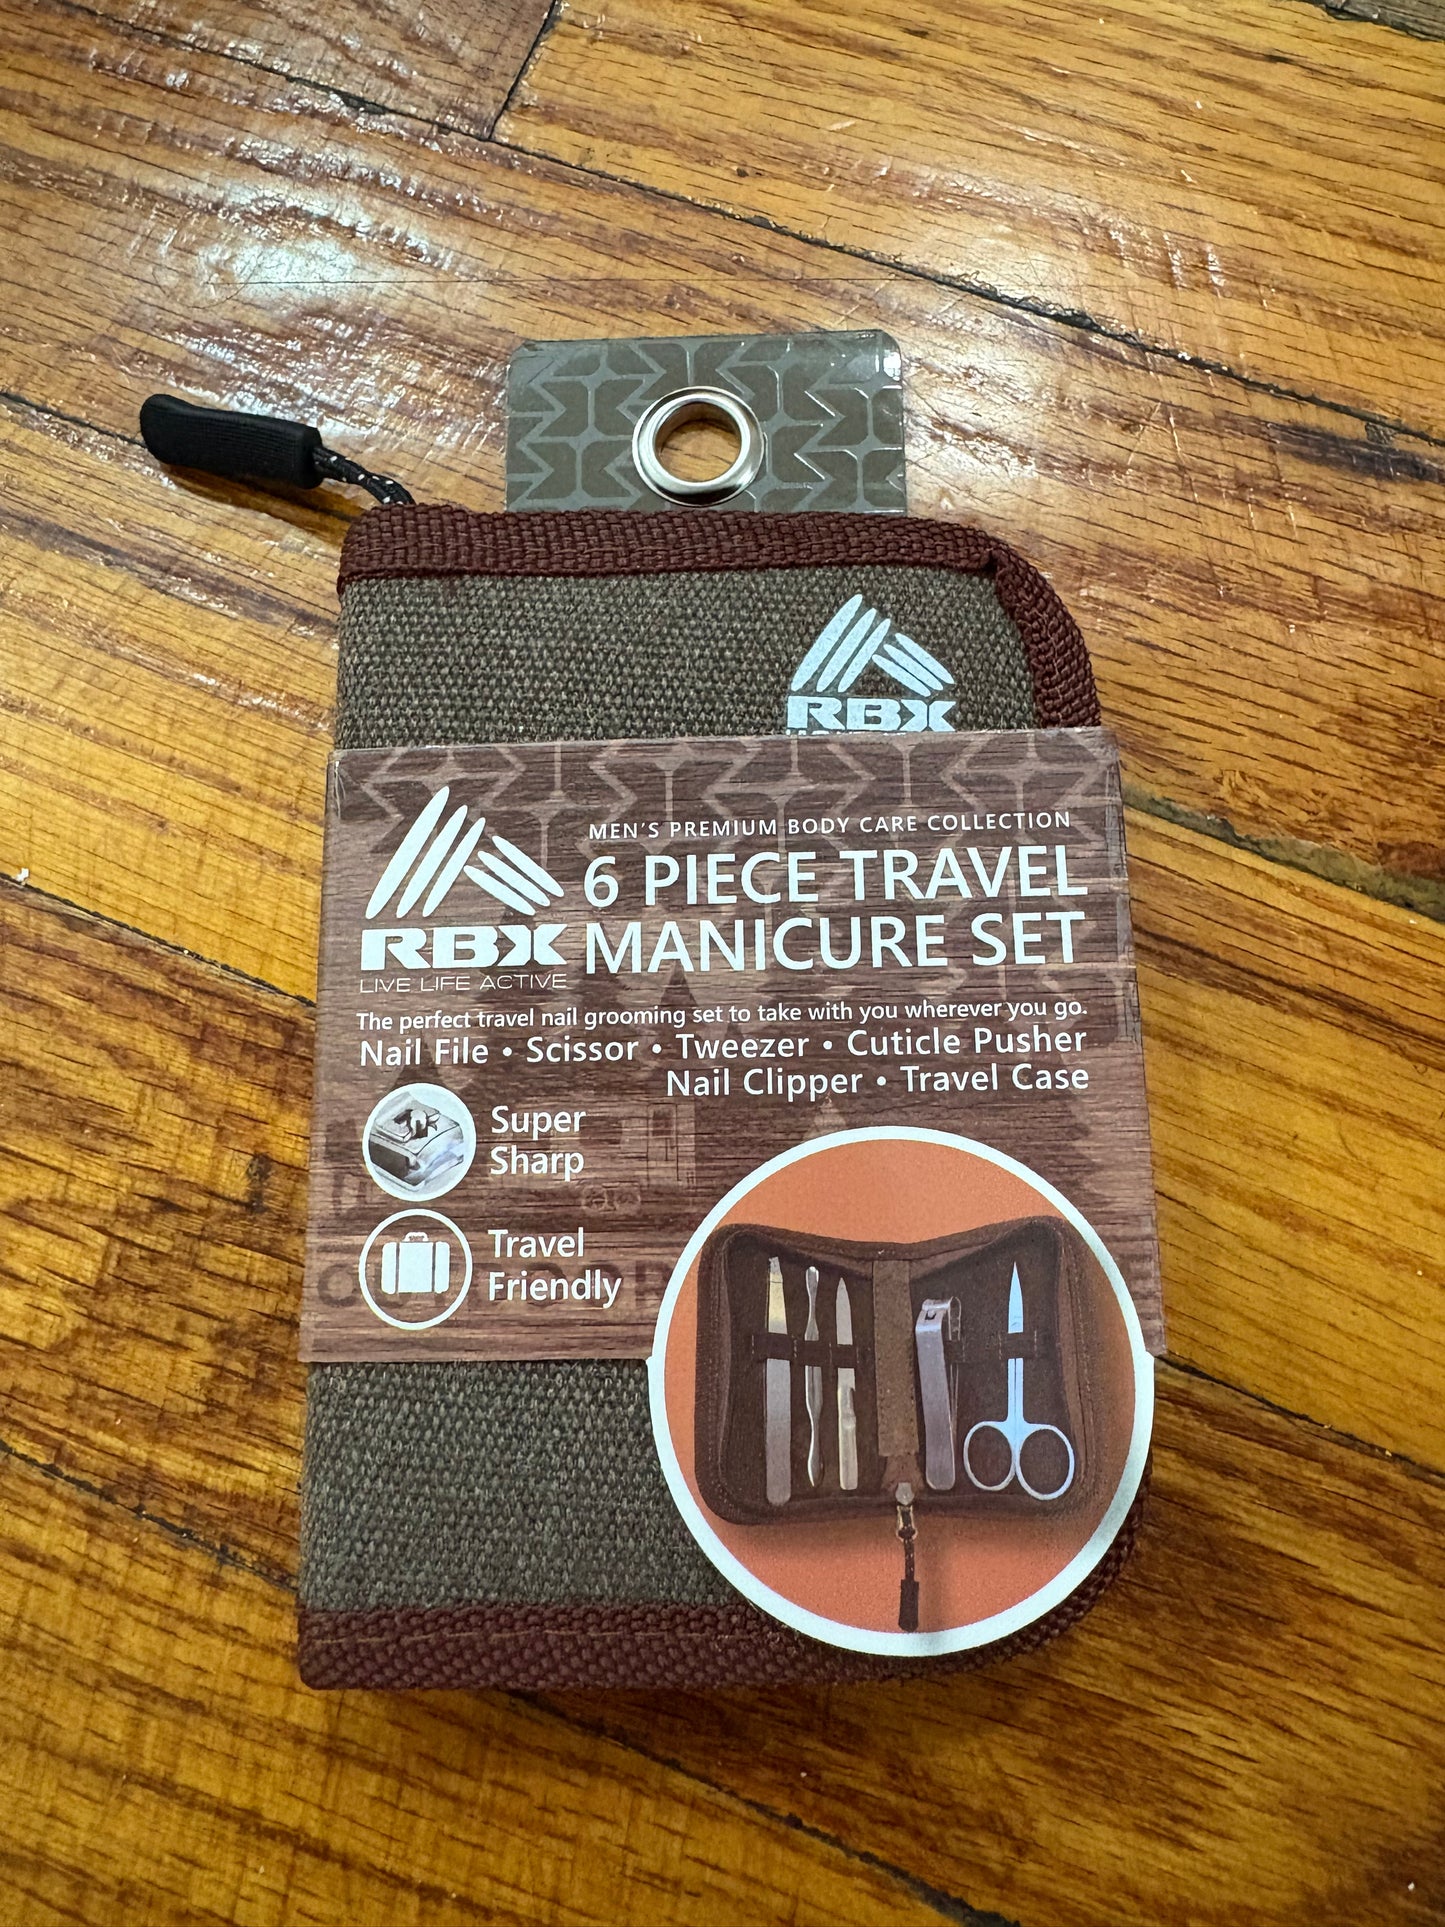 RBX
MEN'S PREMIUM BODY CARE COLLECTION
6 PIECE TRAVEL
MANICURE SET
RBX
LIVE LIFE ACTIVE
The perfect travel nail grooming set to take with you wherever you go.
Nail File • Scissor • Tweezer • Cuticle Pusher
Nail Clipper • Travel Case
Super
Sharp
Travel
Friendly